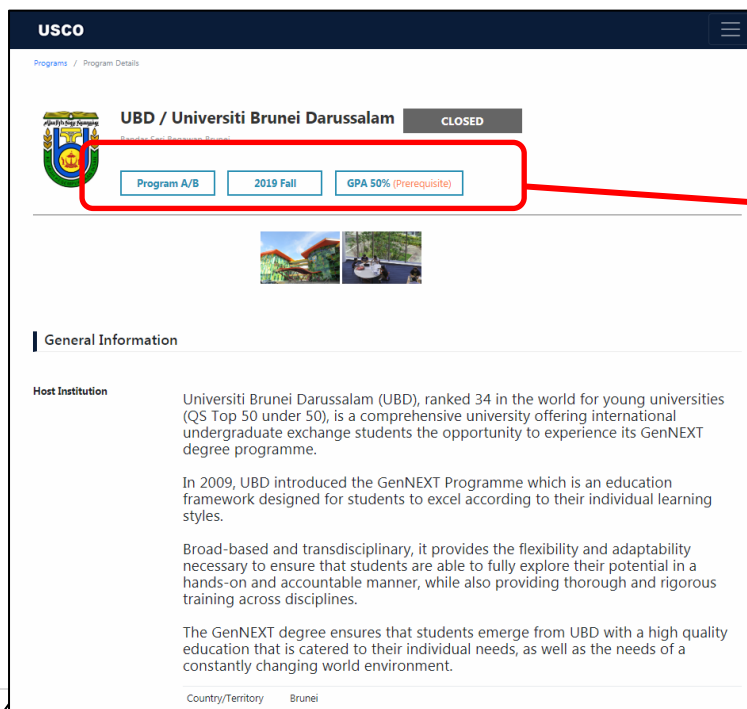 USCO
Programs / Program Details
UBD / Universiti Brunei Darussalam
CLOSED
Bandar Seri Begawan Brunei
Program A/B
2019 Fall
GPA 50% (Prerequisite)
General Information
Host Institution
Universiti Brunei Darussalam (UBD), ranked 34 in the world for young universities
(QS Top 50 under 50), is a comprehensive university offering international
undergraduate exchange students the opportunity to experience its GenNEXT
degree programme.
In 2009, UBD introduced the GenNEXT Programme which is an education
framework designed for students to excel according to their individual learning
styles.
Broad-based and transdisciplinary, it provides the flexibility and adaptability
necessary to ensure that students are able to fully explore their potential in a
hands-on and accountable manner, while also providing thorough and rigorous
training across disciplines.
The GenNEXT degree ensures that students emerge from UBD with a high quality
education that is catered to their individual needs, as well as the needs of a
constantly changing world environment.
Country/Territory Brunei